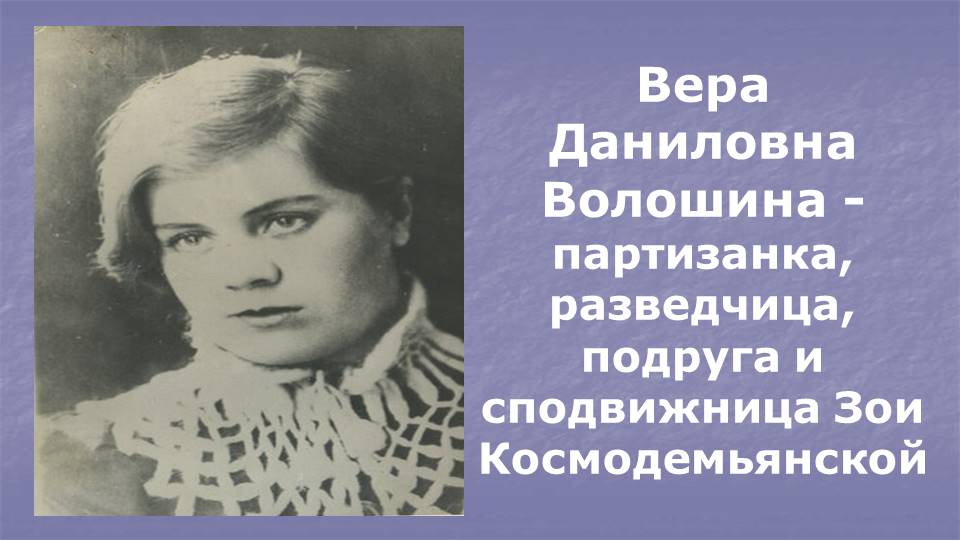 Вера
Даниловна
Волошина -
партизанка,
разведчица,
подруга и
сподвижница Зои
Космодемьянской